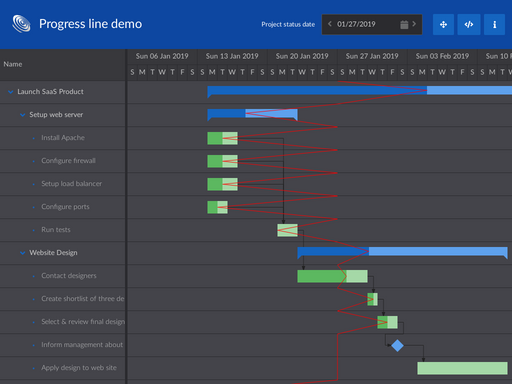 Progress line demo
Project status date
01/27/2019
Name
Sun 06 Jan 2019 Sun 13 Jan 2019 Sun 20 Jan 2019 Sun 27 Jan 2019 Sun 03 Feb 2019 Sun 10
S M T W T F S S M T W T F S S M T W T F S S M T W T F S S M T W T F S S M T
Launch SaaS Product
Setup web server
Install Apache
Configure firewall
Setup load balancer
Configure ports
Run tests
Website Design
Contact designers
Create shortlist of three de
Select & review final design
Inform management about
Apply design to web site